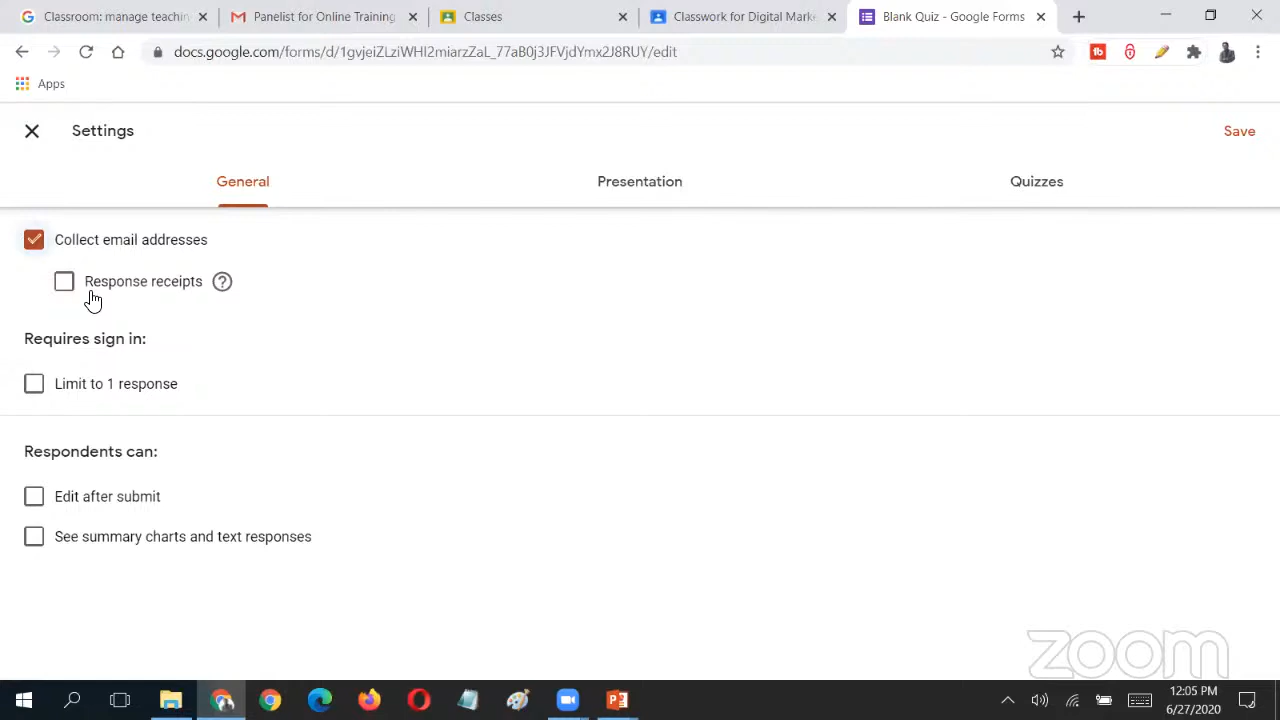 Classroom: manage teaching
Panelist for Online Training
Classes
Classwork for Digital Marke
Blank Quiz - Google Forms
docs.google.com/forms/d/1gvjeiZLziWHI2miarzZaL_77aB0j3JFVjdYmx2J8RUY/edit
Apps
Settings
Save
General
Presentation
Quizzes
Collect email addresses
Response receipts
Requires sign in:
Limit to 1 response
Respondents can:
Edit after submit
See summary charts and text responses
zoom
12:05 PM
6/27/2020